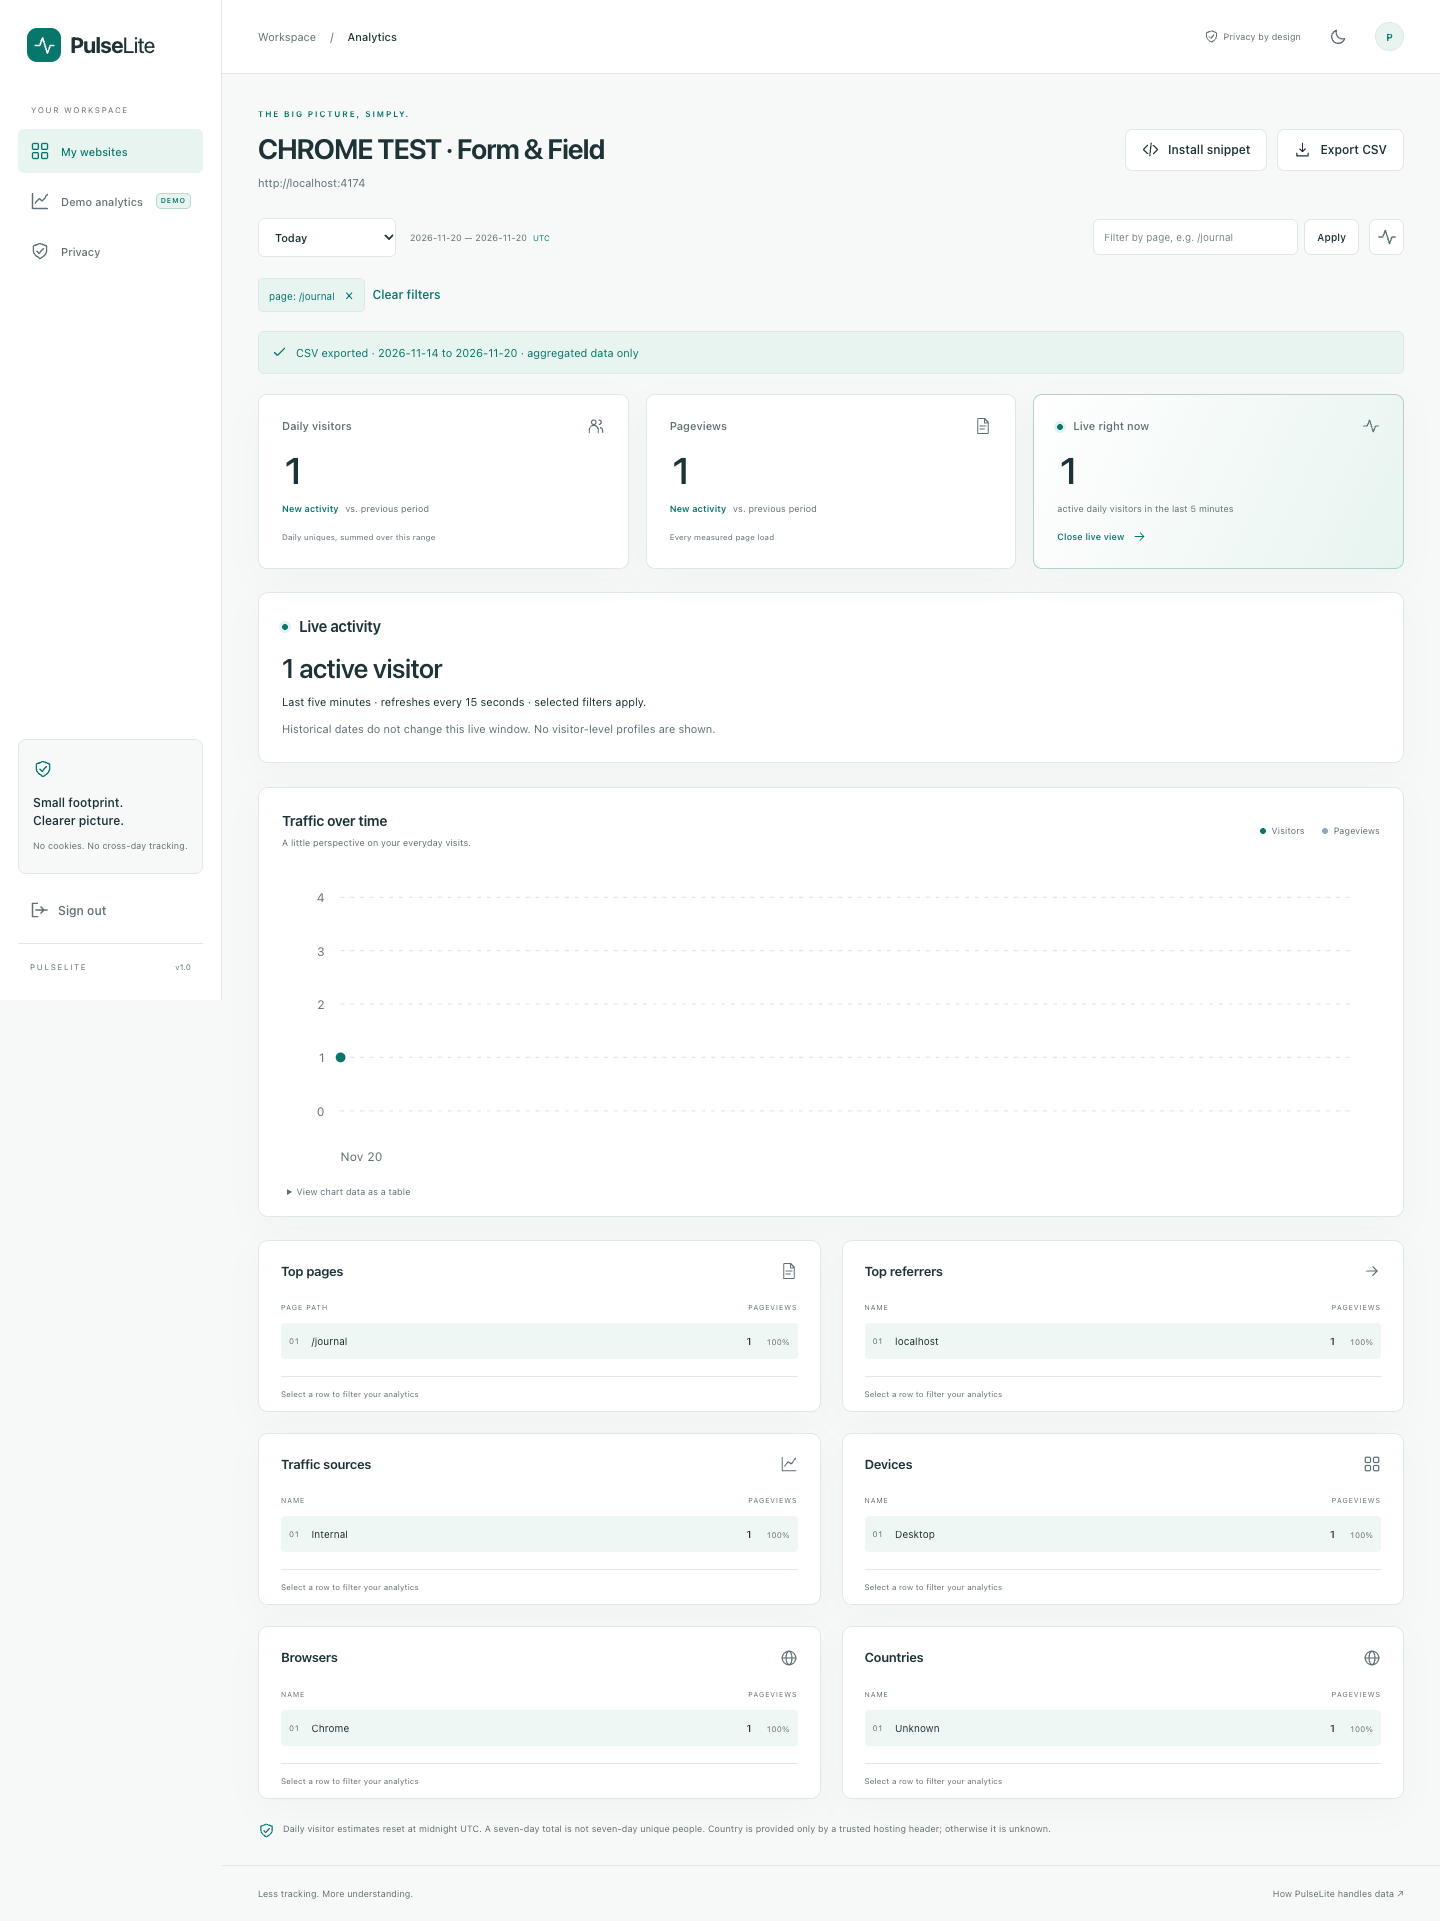 PulseLite
YOUR WORKSPACE
My websites
Demo analytics DEMO
Privacy
Small footprint.
Clearer picture.
No cookies. No cross-day tracking.
Sign out
PULSELITE v1.0
Workspace / Analytics
Privacy by design
P
THE BIG PICTURE, SIMPLY.
CHROME TEST · Form & Field
http://localhost:4174
Install snippet
Export CSV
Today
2026-11-20 — 2026-11-20 UTC
Filter by page, e.g. /journal
Apply
page: /journal ×
Clear filters
CSV exported · 2026-11-14 to 2026-11-20 · aggregated data only
Daily visitors
1
New activity vs. previous period
Daily uniques, summed over this range
Pageviews
1
New activity vs. previous period
Every measured page load
Live right now
1
active daily visitors in the last 5 minutes
Close live view →
Live activity
1 active visitor
Last five minutes · refreshes every 15 seconds · selected filters apply.
Historical dates do not change this live window. No visitor-level profiles are shown.
Traffic over time
A little perspective on your everyday visits.
Visitors Pageviews
4
3
2
1
0
Nov 20
View chart data as a table
Top pages
PAGE PATH PAGEVIEWS
01 /journal 1 100%
Select a row to filter your analytics
Top referrers
NAME PAGEVIEWS
01 localhost 1 100%
Select a row to filter your analytics
Traffic sources
NAME PAGEVIEWS
01 Internal 1 100%
Select a row to filter your analytics
Devices
NAME PAGEVIEWS
01 Desktop 1 100%
Select a row to filter your analytics
Browsers
NAME PAGEVIEWS
01 Chrome 1 100%
Select a row to filter your analytics
Countries
NAME PAGEVIEWS
01 Unknown 1 100%
Select a row to filter your analytics
Daily visitor estimates reset at midnight UTC. A seven-day total is not seven-day unique people. Country is provided only by a trusted hosting header; otherwise it is unknown.
Less tracking. More understanding.
How PulseLite handles data ↗